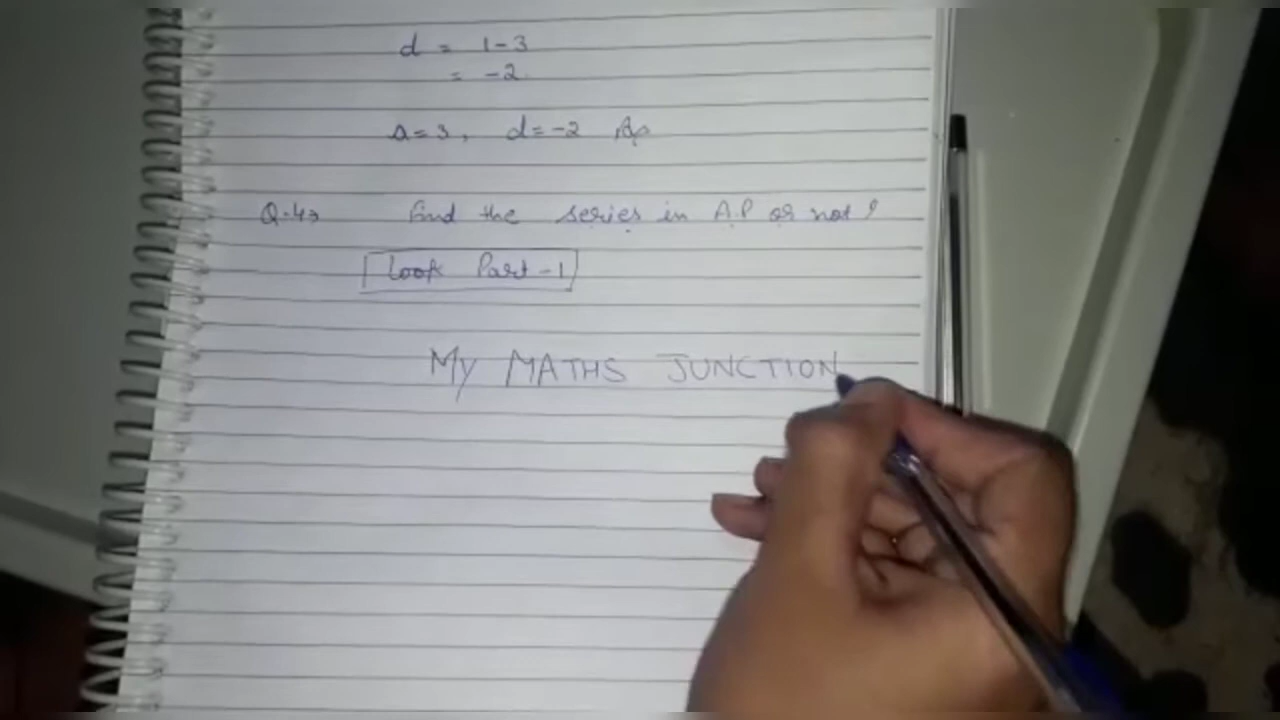 d = 1-3
= -2
a=3, d=-2 Ap
Q.4→ Find the series in A.P or not?
Look Part-1
MY MATHS JUNCTION